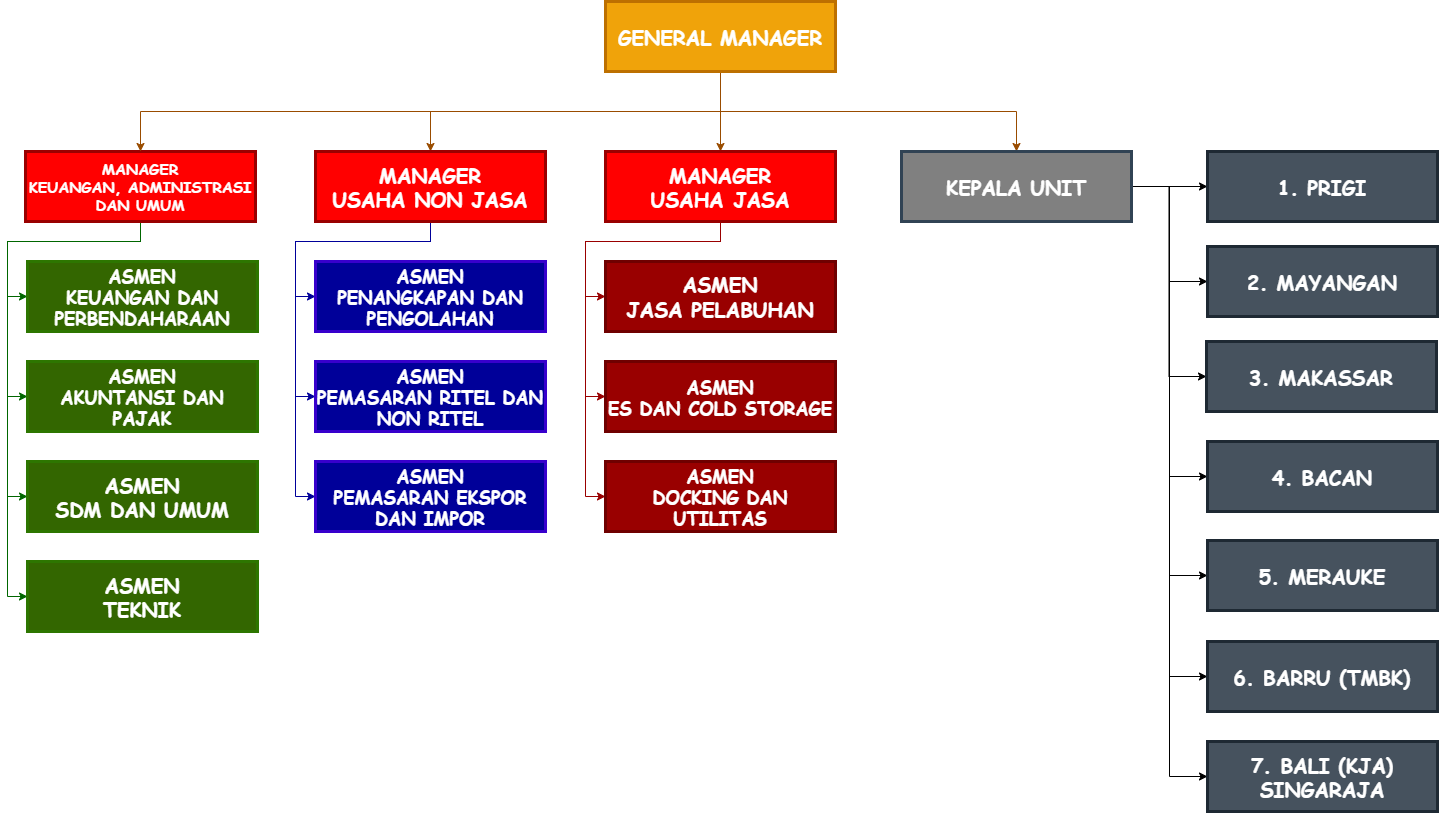 GENERAL MANAGER
MANAGER
KEUANGAN, ADMINISTRASI
DAN UMUM
MANAGER
USAHA NON JASA
MANAGER
USAHA JASA
KEPALA UNIT
ASMEN
KEUANGAN DAN
PERBENDAHARAAN
ASMEN
AKUNTANSI DAN
PAJAK
ASMEN
SDM DAN UMUM
ASMEN
TEKNIK
ASMEN
PENANGKAPAN DAN
PENGOLAHAN
ASMEN
PEMASARAN RITEL DAN
NON RITEL
ASMEN
PEMASARAN EKSPOR
DAN IMPOR
ASMEN
JASA PELABUHAN
ASMEN
ES DAN COLD STORAGE
ASMEN
DOCKING DAN
UTILITAS
1. PRIGI
2. MAYANGAN
3. MAKASSAR
4. BACAN
5. MERAUKE
6. BARRU (TMBK)
7. BALI (KJA)
SINGARAJA